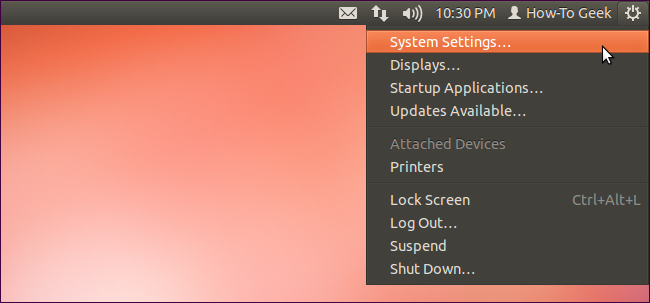 10:30 PM How-To Geek
System Settings…
Displays…
Startup Applications…
Updates Available…
Attached Devices
Printers
Lock Screen Ctrl+Alt+L
Log Out…
Suspend
Shut Down…